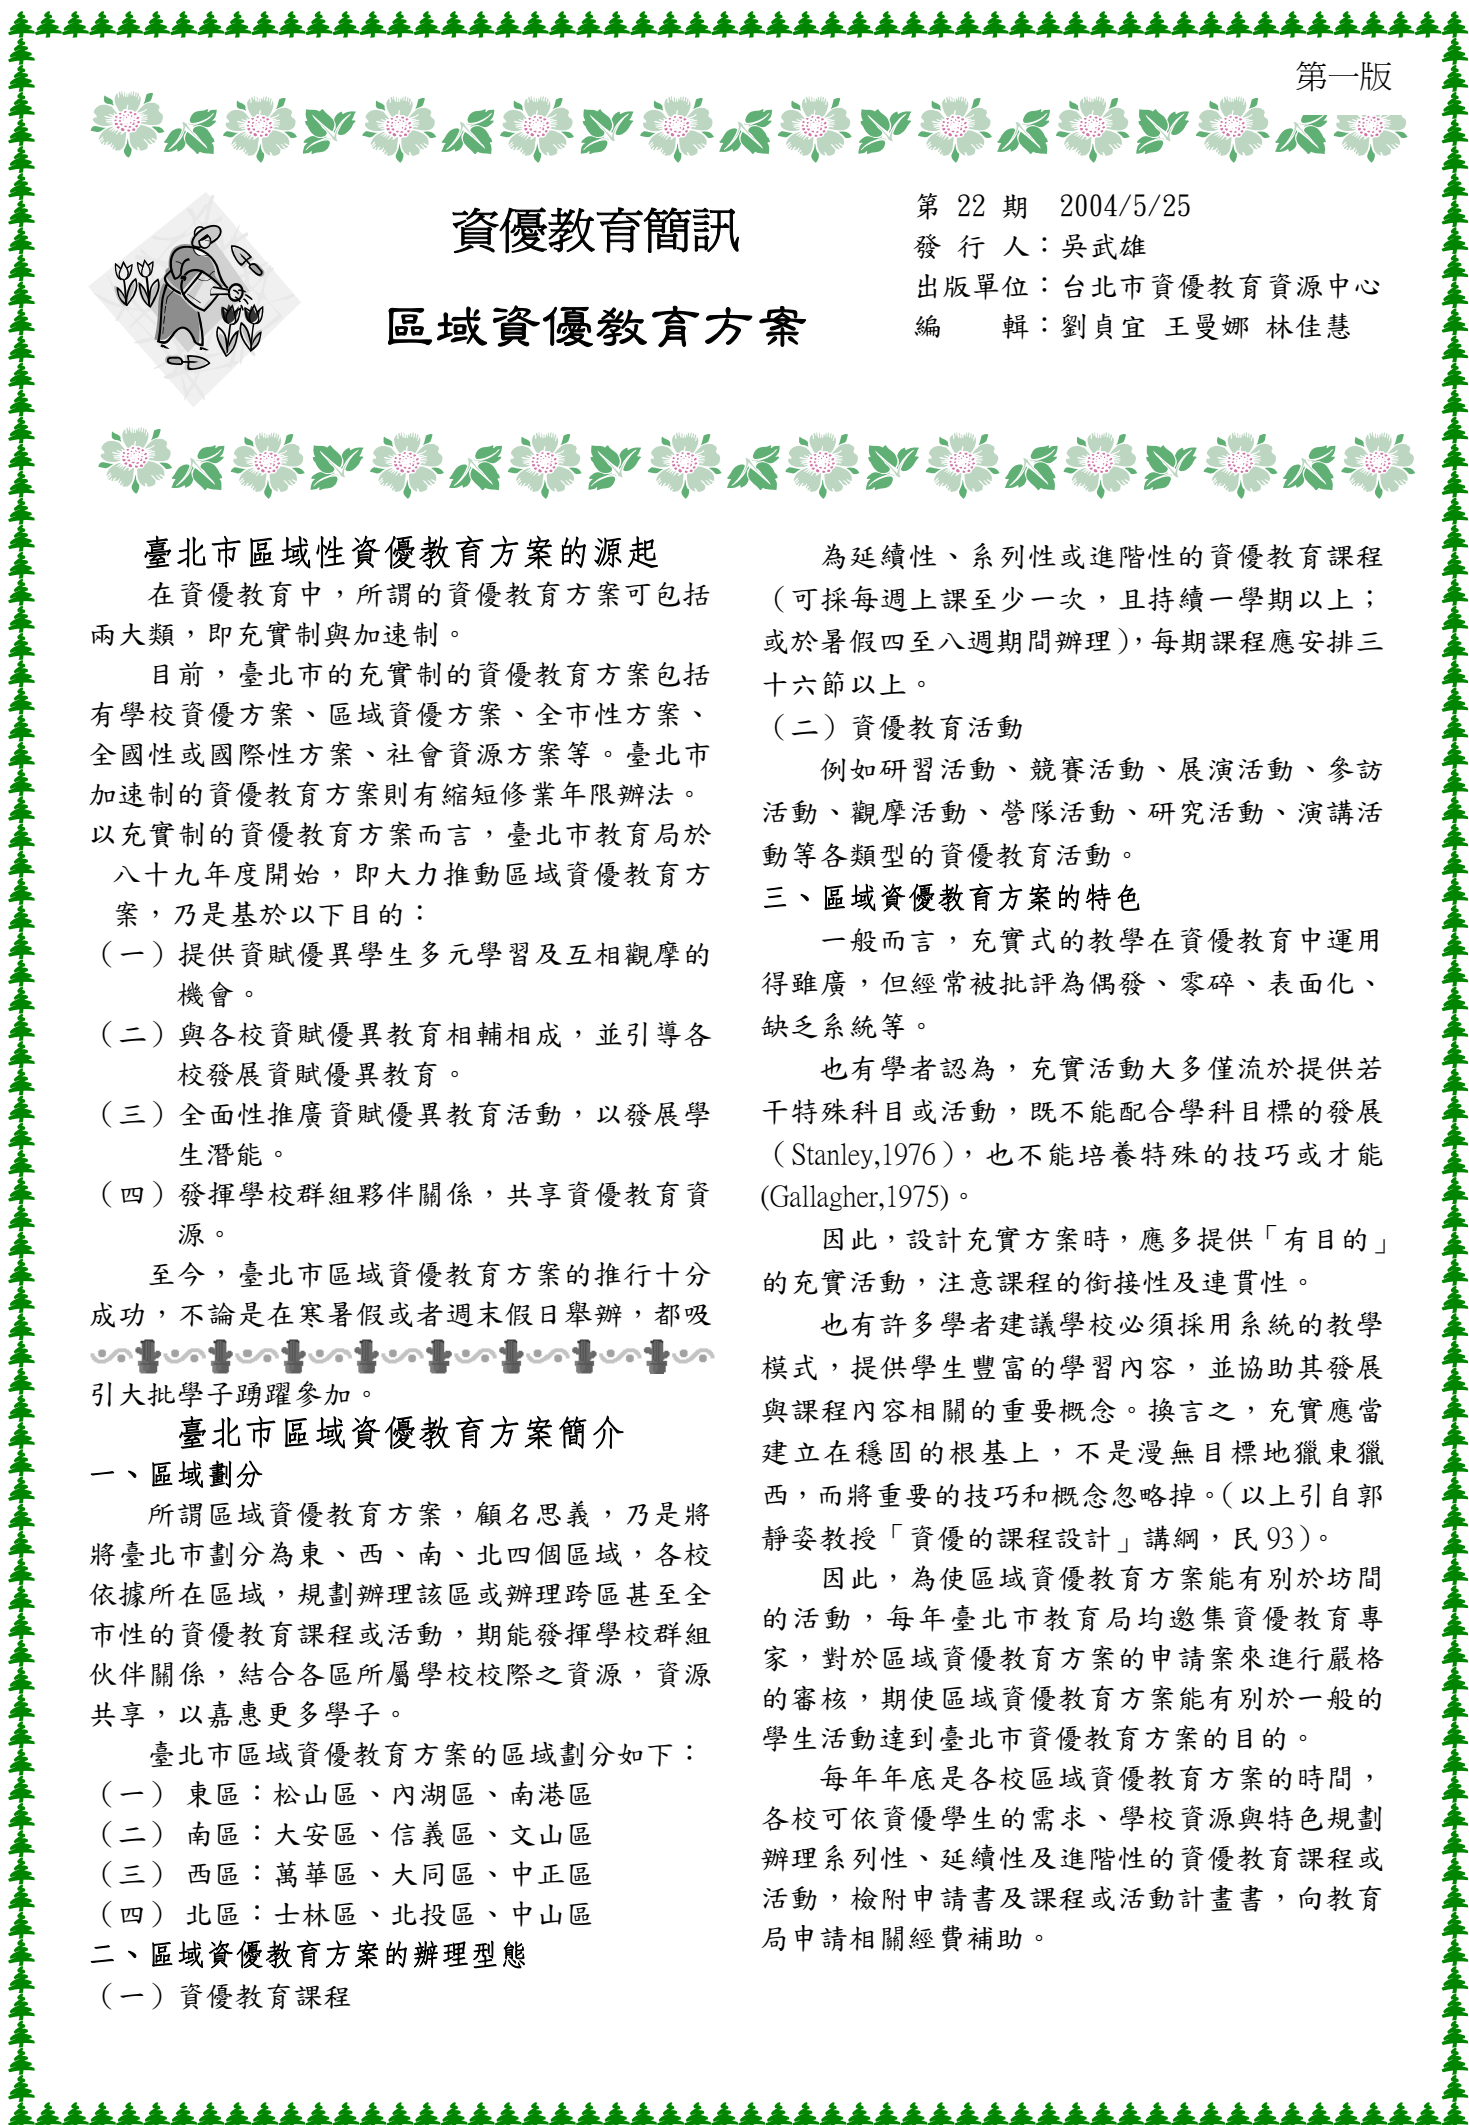 第一版
資優教育簡訊
區域資優教育方案
第 22 期 2004/5/25
發 行 人：吳武雄
出版單位：台北市資優教育資源中心
編 輯：劉貞宜 王曼娜 林佳慧
臺北市區域性資優教育方案的源起
在資優教育中，所謂的資優教育方案可包括
兩大類，即充實制與加速制。
目前，臺北市的充實制的資優教育方案包括
有學校資優方案、區域資優方案、全市性方案、
全國性或國際性方案、社會資源方案等。臺北市
加速制的資優教育方案則有縮短修業年限辦法。
以充實制的資優教育方案而言，臺北市教育局於
八十九年度開始，即大力推動區域資優教育方
案，乃是基於以下目的：
（一）提供資賦優異學生多元學習及互相觀摩的
機會。
（二）與各校資賦優異教育相輔相成，並引導各
校發展資賦優異教育。
（三）全面性推廣資賦優異教育活動，以發展學
生潛能。
（四）發揮學校群組夥伴關係，共享資優教育資
源。
至今，臺北市區域資優教育方案的推行十分
成功，不論是在寒暑假或者週末假日舉辦，都吸
引大批學子踴躍參加。
臺北市區域資優教育方案簡介
一、區域劃分
所謂區域資優教育方案，顧名思義，乃是將
將臺北市劃分為東、西、南、北四個區域，各校
依據所在區域，規劃辦理該區或辦理跨區甚至全
市性的資優教育課程或活動，期能發揮學校群組
伙伴關係，結合各區所屬學校校際之資源，資源
共享，以嘉惠更多學子。
臺北市區域資優教育方案的區域劃分如下：
（一） 東區：松山區、內湖區、南港區
（二） 南區：大安區、信義區、文山區
（三） 西區：萬華區、大同區、中正區
（四） 北區：士林區、北投區、中山區
二、區域資優教育方案的辦理型態
（一）資優教育課程
為延續性、系列性或進階性的資優教育課程
（可採每週上課至少一次，且持續一學期以上；
或於暑假四至八週期間辦理），每期課程應安排三
十六節以上。
（二）資優教育活動
例如研習活動、競賽活動、展演活動、參訪
活動、觀摩活動、營隊活動、研究活動、演講活
動等各類型的資優教育活動。
三、區域資優教育方案的特色
一般而言，充實式的教學在資優教育中運用
得雖廣，但經常被批評為偶發、零碎、表面化、
缺乏系統等。
也有學者認為，充實活動大多僅流於提供若
干特殊科目或活動，既不能配合學科目標的發展
（Stanley,1976），也不能培養特殊的技巧或才能
(Gallagher,1975)。
因此，設計充實方案時，應多提供「有目的」
的充實活動，注意課程的銜接性及連貫性。
也有許多學者建議學校必須採用系統的教學
模式，提供學生豐富的學習內容，並協助其發展
與課程內容相關的重要概念。換言之，充實應當
建立在穩固的根基上，不是漫無目標地獵東獵
西，而將重要的技巧和概念忽略掉。（以上引自郭
靜姿教授「資優的課程設計」講綱，民 93）。
因此，為使區域資優教育方案能有別於坊間
的活動，每年臺北市教育局均邀集資優教育專
家，對於區域資優教育方案的申請案來進行嚴格
的審核，期使區域資優教育方案能有別於一般的
學生活動達到臺北市資優教育方案的目的。
每年年底是各校區域資優教育方案的時間，
各校可依資優學生的需求、學校資源與特色規劃
辦理系列性、延續性及進階性的資優教育課程或
活動，檢附申請書及課程或活動計畫書，向教育
局申請相關經費補助。